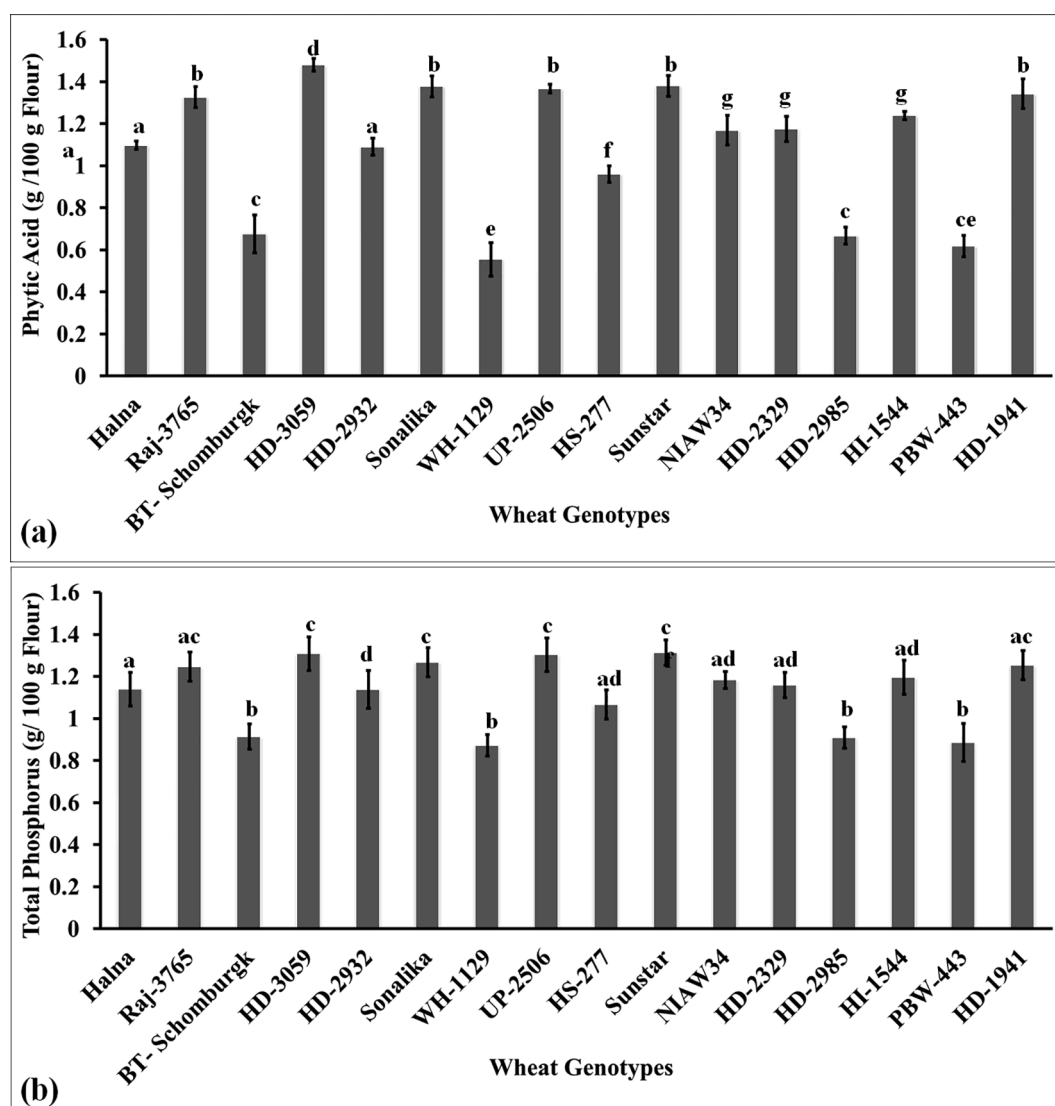 Phytic Acid (g /100 g Flour)
1.6
1.4
1.2
1
0.8
0.6
0.4
0.2
0
a
a
b
c
d
a
b
e
b
f
b
g
g
c
g
ce
b
Halna
Raj-3765
BT- Schomburgk
HD-3059
HD-2932
Sonalika
WH-1129
UP-2506
HS-277
Sunstar
NIAW34
HD-2329
HD-2985
HI-1544
PBW-443
HD-1941
Wheat Genotypes
(a)
Total Phosphorus (g/ 100 g Flour)
1.6
1.4
1.2
1
0.8
0.6
0.4
0.2
0
a
ac
b
c
d
c
b
c
ad
c
ad
ad
b
ad
b
ac
Halna
Raj-3765
BT- Schomburgk
HD-3059
HD-2932
Sonalika
WH-1129
UP-2506
HS-277
Sunstar
NIAW34
HD-2329
HD-2985
HI-1544
PBW-443
HD-1941
Wheat Genotypes
(b)